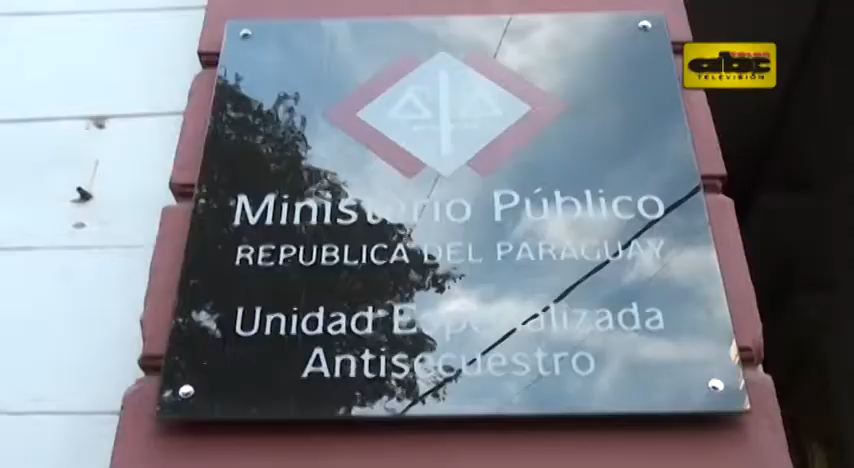 Ministerio Público
REPUBLICA DEL PARAGUAY
Unidad Especializada
Antisecuestro
abc
TELEVISIÓN